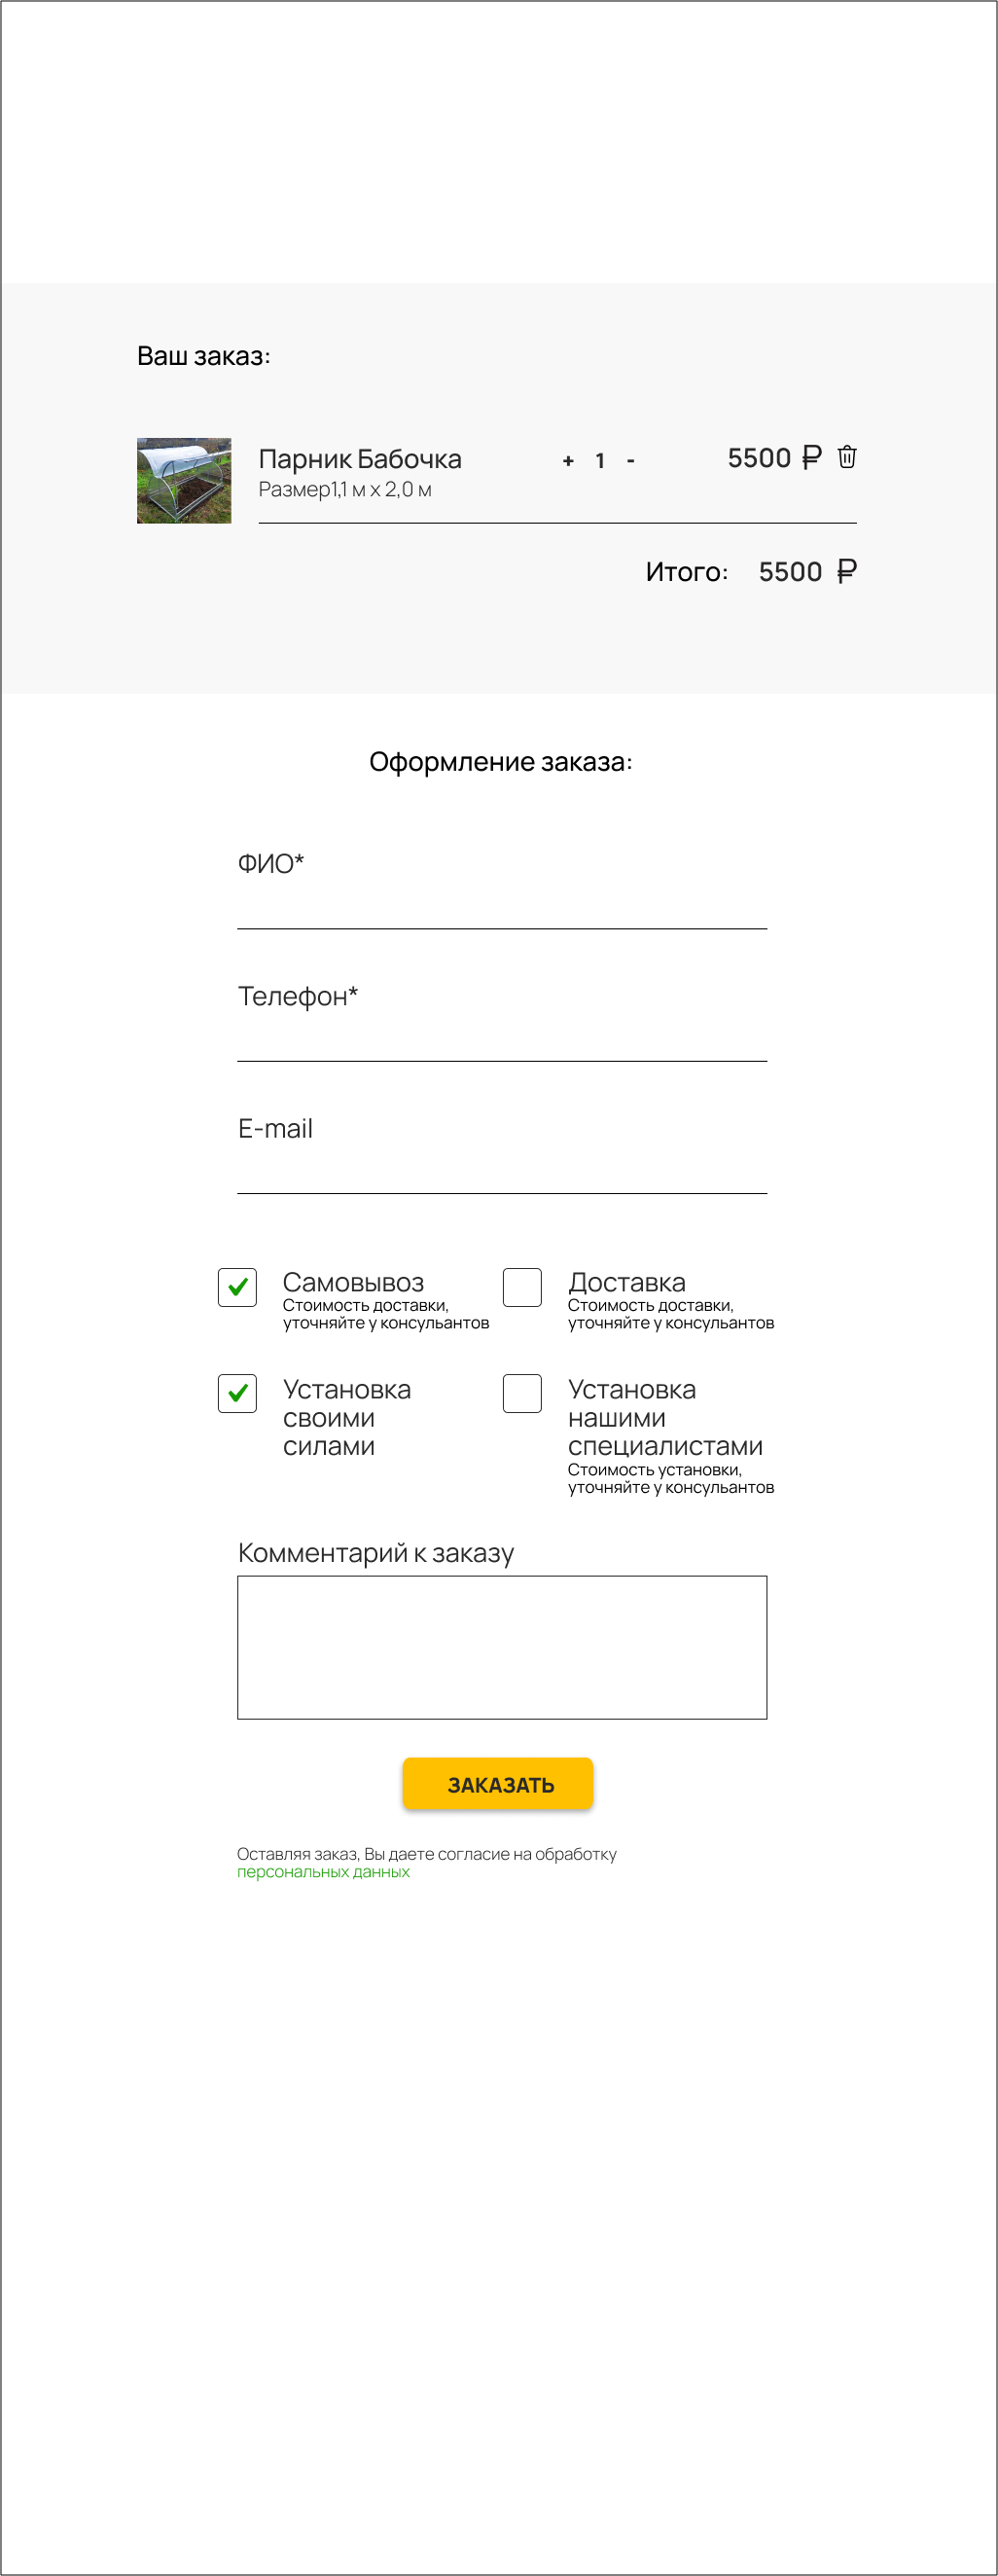 Ваш заказ:
Парник Бабочка + 1 - 5500 ₽
Размер1,1 м х 2,0 м
Итого: 5500 ₽
Оформление заказа:
ФИО*
Телефон*
E-mail
Самовывоз
Стоимость доставки,
уточняйте у консульантов
Доставка
Стоимость доставки,
уточняйте у консульантов
Установка
своими
силами
Установка
нашими
специалистами
Стоимость установки,
уточняйте у консульантов
Комментарий к заказу
ЗАКАЗАТЬ
Оставляя заказ, Вы даете согласие на обработку
персональных данных